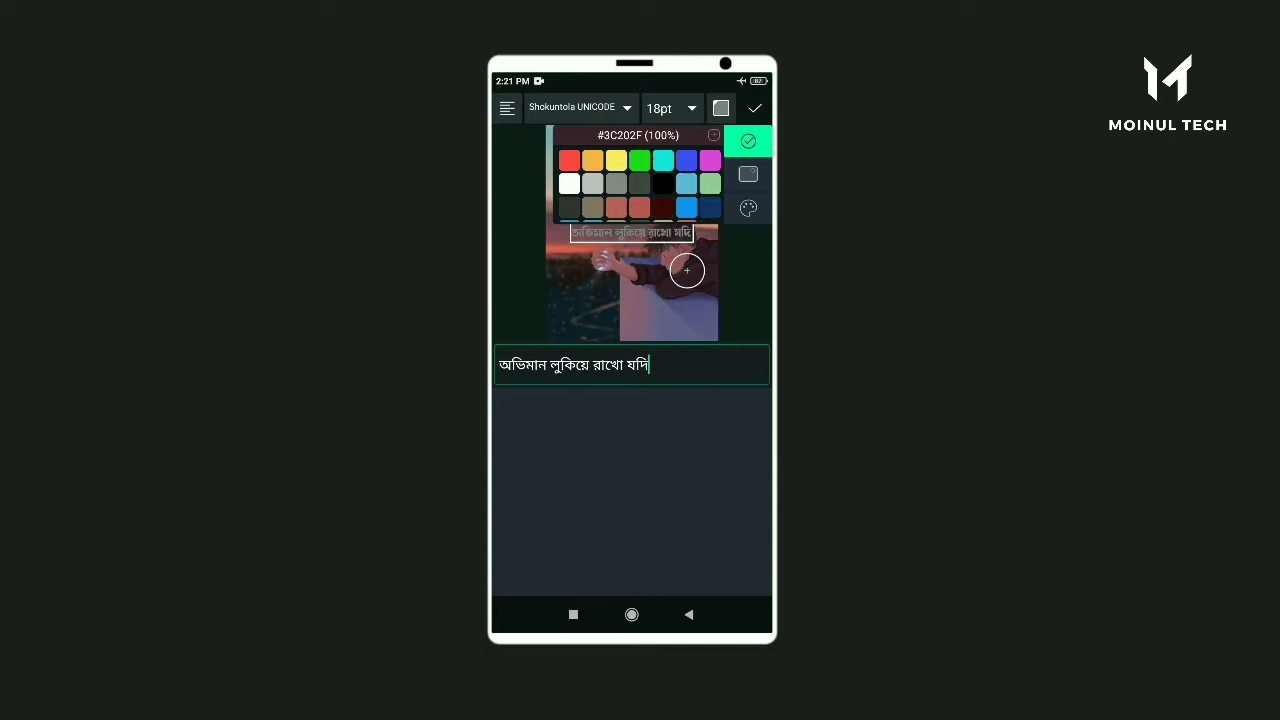 2:21 PM
Shokuntola UNICODE
18pt
#3C202F (100%)
অভিমান লুকিয়ে রাখো যদি
অভিমান লুকিয়ে রাখো যদি
MOINUL TECH